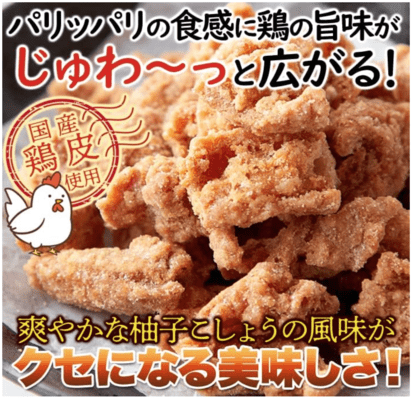 パリッパリの食感に鶏の旨味が
じゅわ〜っと広がる!
国産
鶏皮
使用
爽やかな柚子こしょうの風味が
クセになる美味しさ!